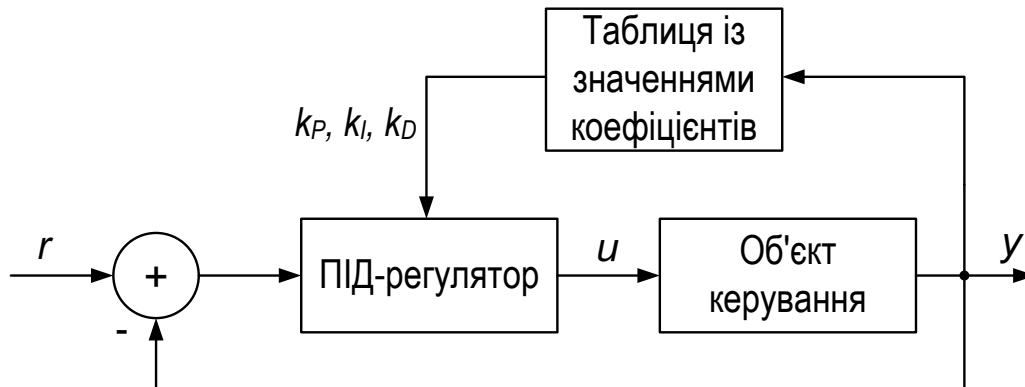 Таблиця із
значеннями
коефіцієнтів
kP, kI, kD
r
+
-
ПІД-регулятор
u
Об'єкт
керування
y